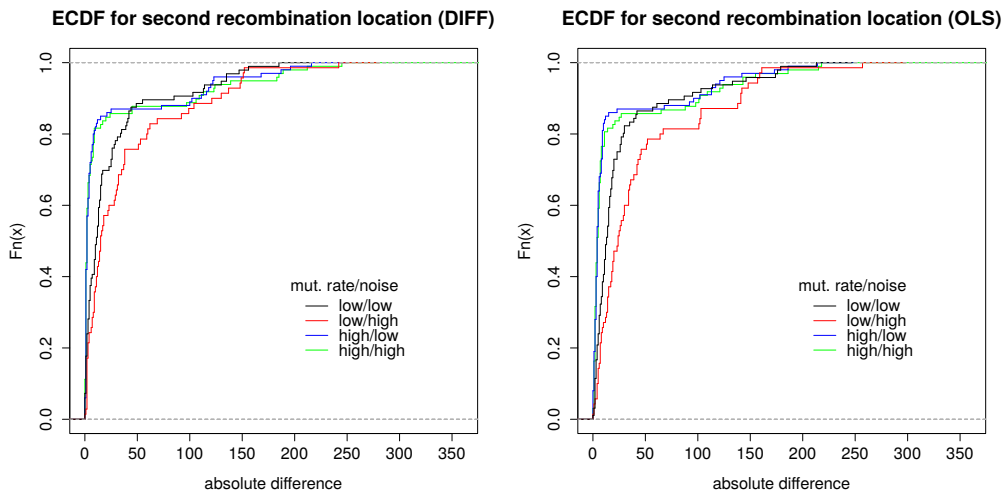 ECDF for second recombination location (DIFF)
Fn(x)
1.0
0.8
0.6
0.4
0.2
0.0
mut. rate/noise
low/low
low/high
high/low
high/high
0 50 100 150 200 250 300 350
absolute difference
ECDF for second recombination location (OLS)
Fn(x)
1.0
0.8
0.6
0.4
0.2
0.0
mut. rate/noise
low/low
low/high
high/low
high/high
0 50 100 150 200 250 300 350
absolute difference